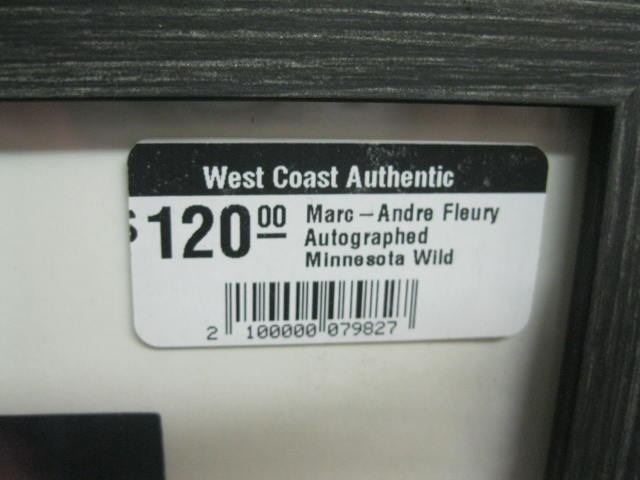 West Coast Authentic
$120.00
Marc-Andre Fleury
Autographed
Minnesota Wild
2 100000 079827